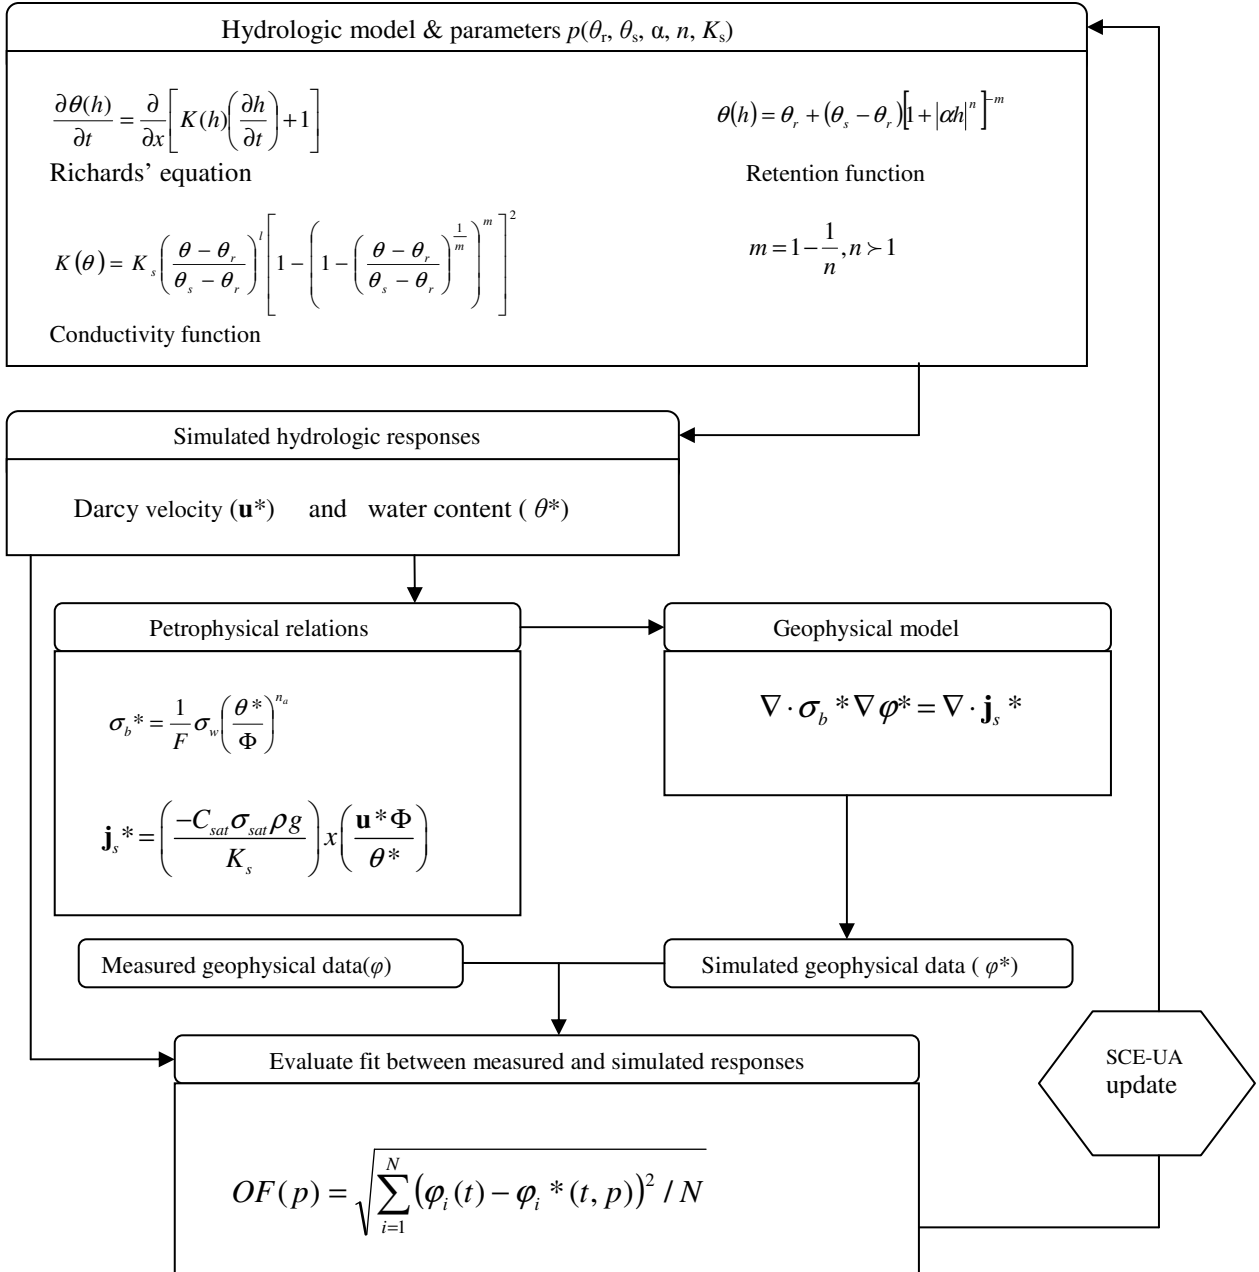 Hydrologic model & parameters p(θr, θs, α, n, Ks)
∂θ(h)/∂t = ∂/∂x [K(h)(∂h/∂t) + 1]
θ(h) = θr + (θs − θr)[1 + |αh|^n]^−m
Richards' equation
Retention function
K(θ) = Ks ((θ − θr)/(θs − θr))^l [1 − (1 − ((θ − θr)/(θs − θr))^(1/m))^m]^2
m = 1 − 1/n, n ≻ 1
Conductivity function
Simulated hydrologic responses
Darcy velocity (u*) and water content ( θ*)
Petrophysical relations
Geophysical model
σb* = (1/F) σw (θ*/Φ)^na
∇ · σb * ∇φ* = ∇ · js *
js* = (−Csat σsat ρg / Ks) x (u*Φ / θ*)
Measured geophysical data(φ)
Simulated geophysical data ( φ*)
Evaluate fit between measured and simulated responses
SCE-UA
update
OF(p) = √(∑_{i=1}^{N} (φi(t) − φi *(t, p))^2 / N)